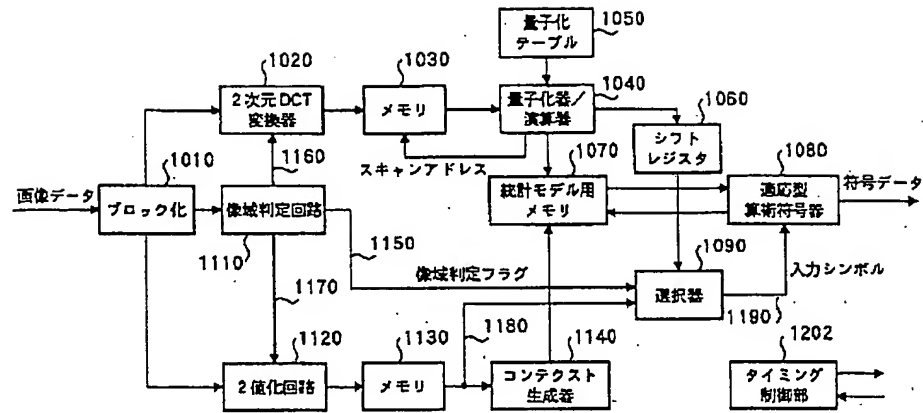 量子化
テーブル
1050
1020
1030
1040
2次元DCT
変換器
メモリ
量子化器／
演算器
1060
シフト
レジスタ
1010
1160
スキャンアドレス
1070
1080
画像データ
ブロック化
像域判定回路
統計モデル用
メモリ
適応型
算術符号器
符号データ
1110
1150
1090
像域判定フラグ
入力シンボル
1170
選択器
1190
1120
1130
1180
1140
1202
2値化回路
メモリ
コンテクスト
生成器
タイミング
制御部